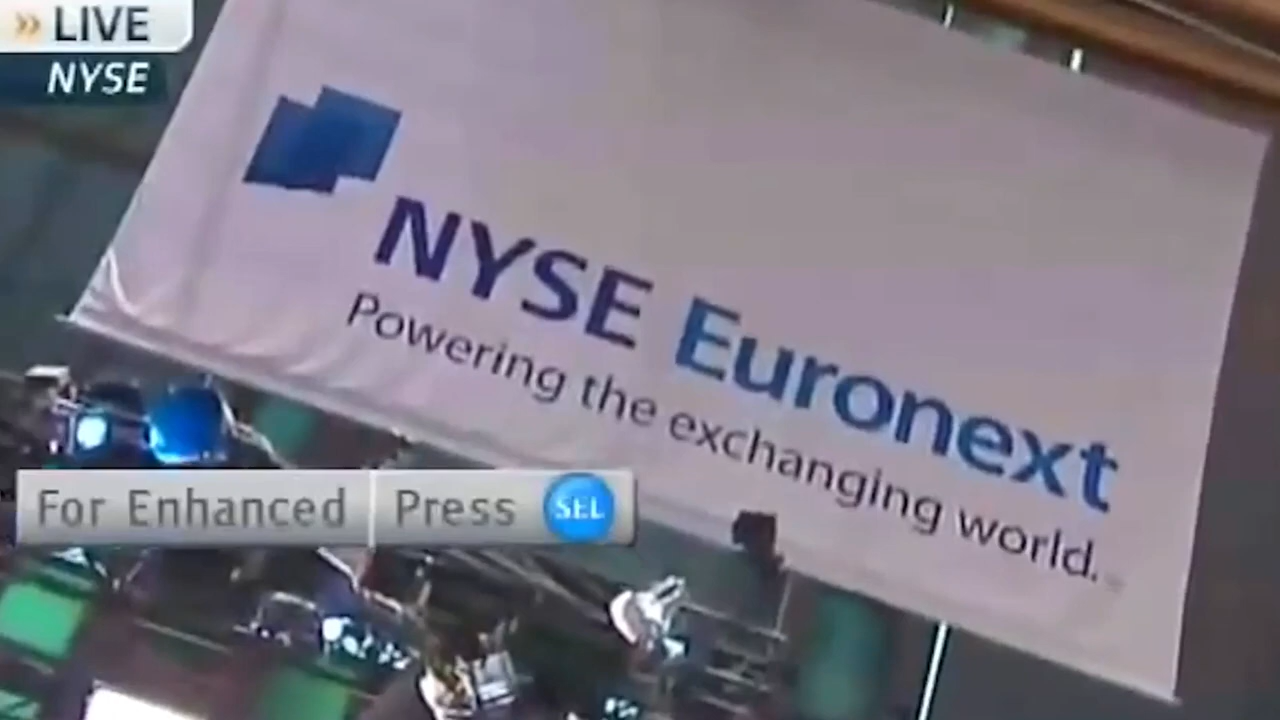 LIVE
NYSE
NYSE Euronext
Powering the exchanging world.
For Enhanced Press SEL